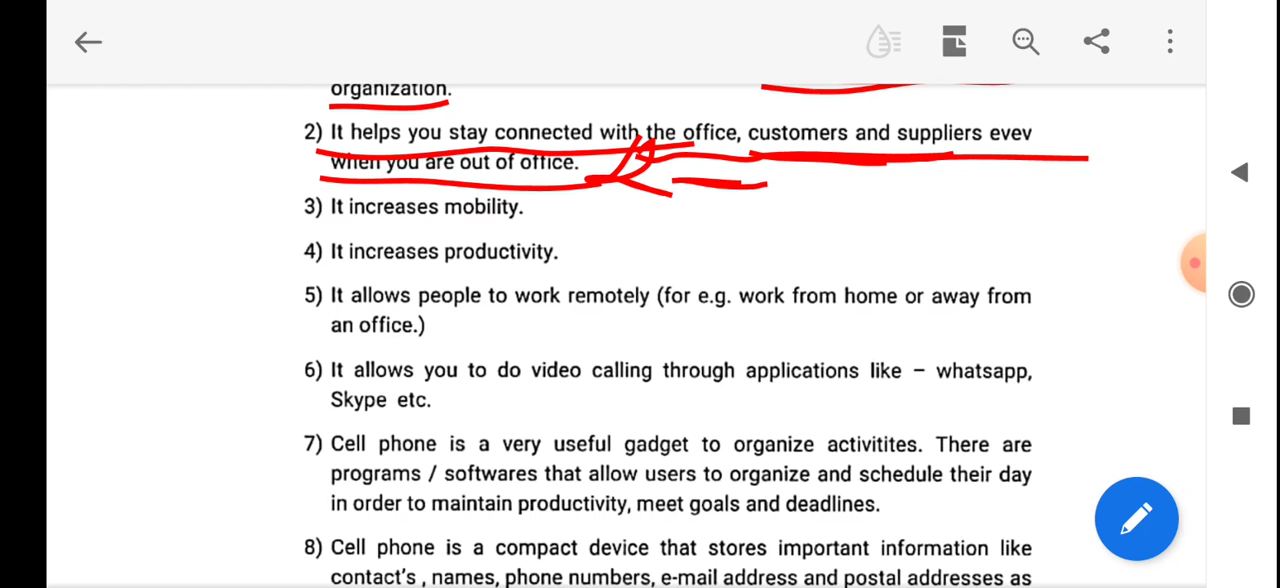 organization.
2) It helps you stay connected with the office, customers and suppliers evev
when you are out of office.
3) It increases mobility.
4) It increases productivity.
5) It allows people to work remotely (for e.g. work from home or away from
an office.)
6) It allows you to do video calling through applications like – whatsapp,
Skype etc.
7) Cell phone is a very useful gadget to organize activitites. There are
programs / softwares that allow users to organize and schedule their day
in order to maintain productivity, meet goals and deadlines.
8) Cell phone is a compact device that stores important information like
contact's , names, phone numbers, e-mail address and postal addresses as